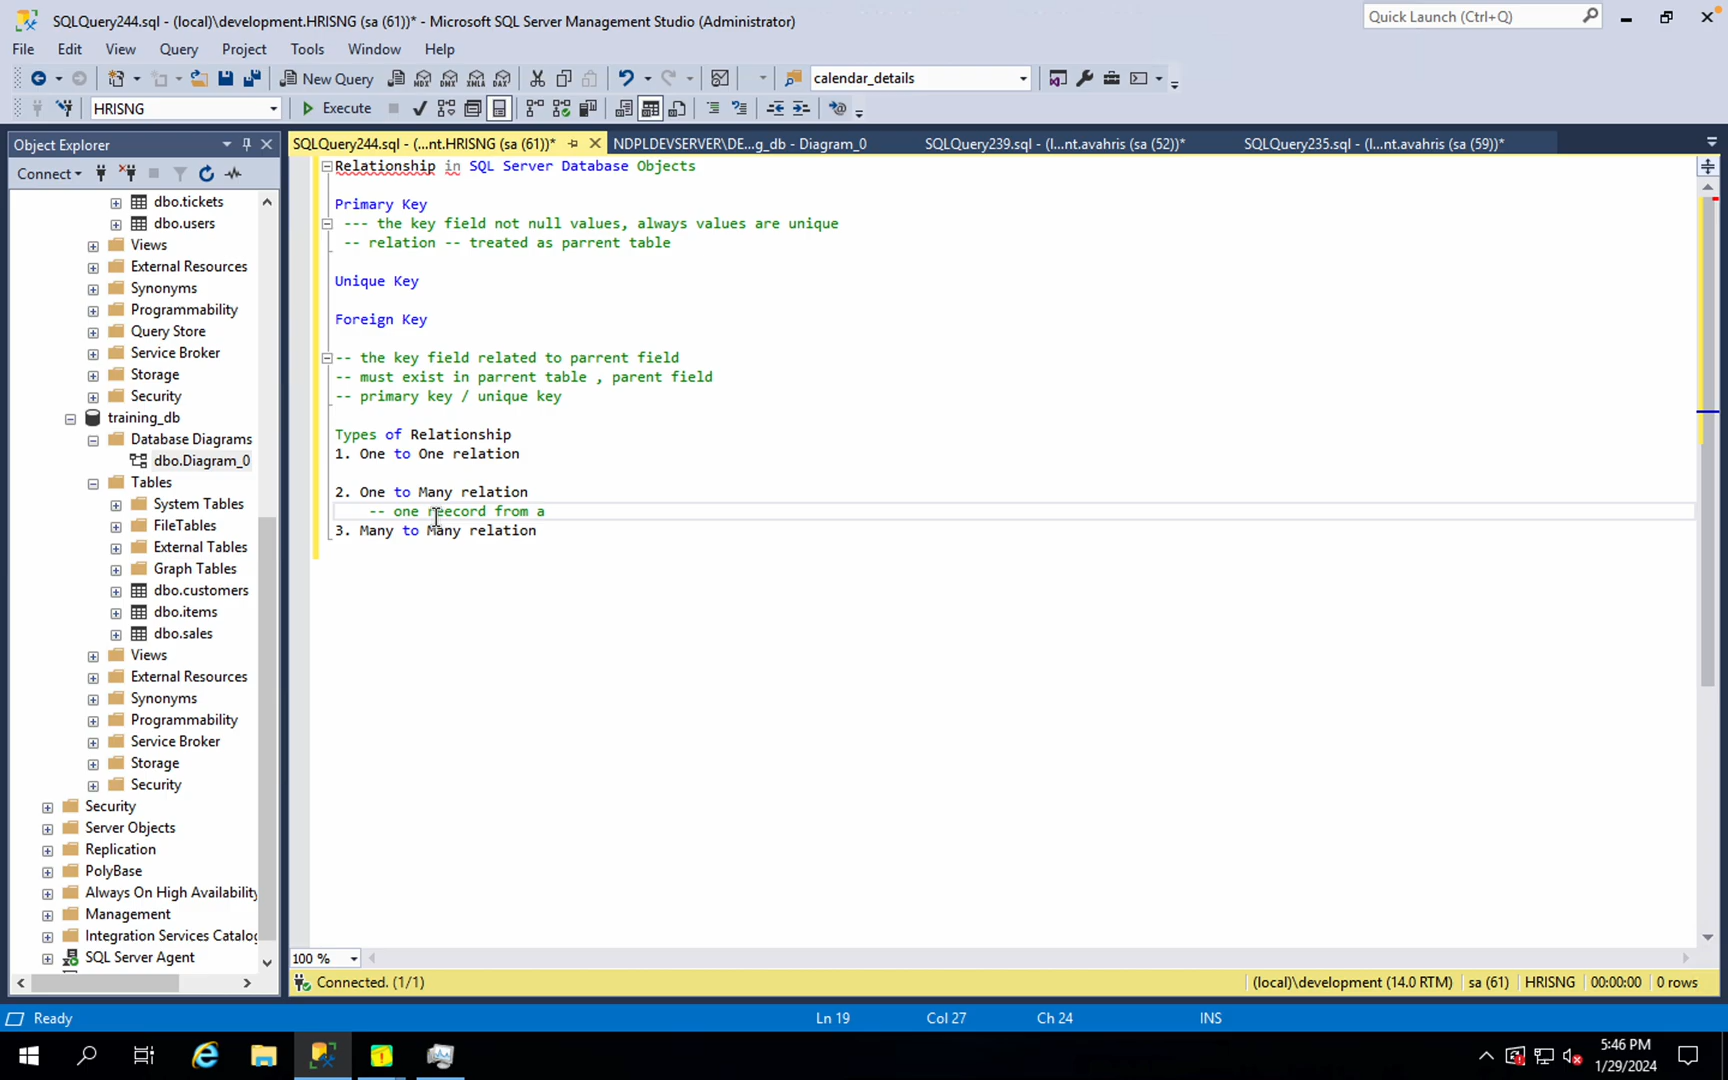 SQLQuery244.sql - (local)\development.HRISNG (sa (61))* - Microsoft SQL Server Management Studio (Administrator)
Quick Launch (Ctrl+Q)
File Edit View Query Project Tools Window Help
New Query
calendar_details
HRISNG
Execute
Object Explorer
SQLQuery244.sql - (...nt.HRISNG (sa (61))*
NDPLDEVSERVER\DE...g_db - Diagram_0
SQLQuery239.sql - (l...nt.avahris (sa (52))*
SQLQuery235.sql - (l...nt.avahris (sa (59))*
Connect
dbo.tickets
dbo.users
Views
External Resources
Synonyms
Programmability
Query Store
Service Broker
Storage
Security
training_db
Database Diagrams
dbo.Diagram_0
Tables
System Tables
FileTables
External Tables
Graph Tables
dbo.customers
dbo.items
dbo.sales
Views
External Resources
Synonyms
Programmability
Service Broker
Storage
Security
Security
Server Objects
Replication
PolyBase
Always On High Availability
Management
Integration Services Catalo
SQL Server Agent
Relationship in SQL Server Database Objects
Primary Key
--- the key field not null values, always values are unique
-- relation -- treated as parrent table
Unique Key
Foreign Key
-- the key field related to parrent field
-- must exist in parrent table , parent field
-- primary key / unique key
Types of Relationship
1. One to One relation
2. One to Many relation
-- one reecord from a
3. Many to Many relation
100 %
Connected. (1/1)
(local)\development (14.0 RTM) sa (61) HRISNG 00:00:00 0 rows
Ready
Ln 19
Col 27
Ch 24
INS
5:46 PM
1/29/2024